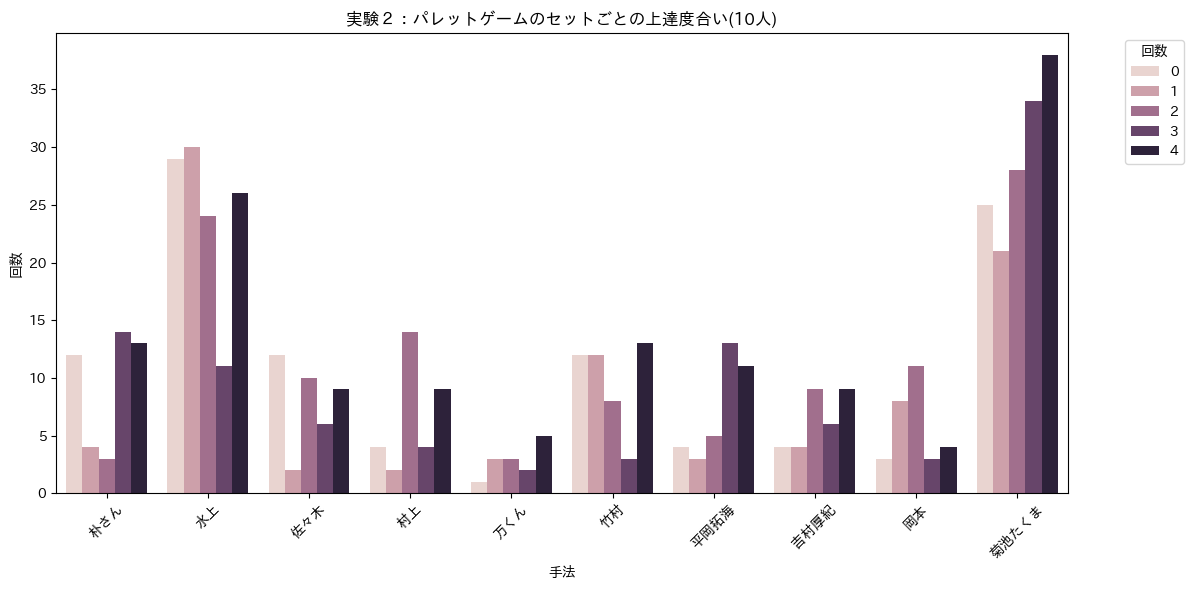 実験２：パレットゲームのセットごとの上達度合い(10人)
回数
0
1
2
3
4
回数
35
30
25
20
15
10
5
0
朴さん
水上
佐々木
村上
万くん
竹村
平岡拓海
吉村厚紀
岡本
菊池たくま
手法